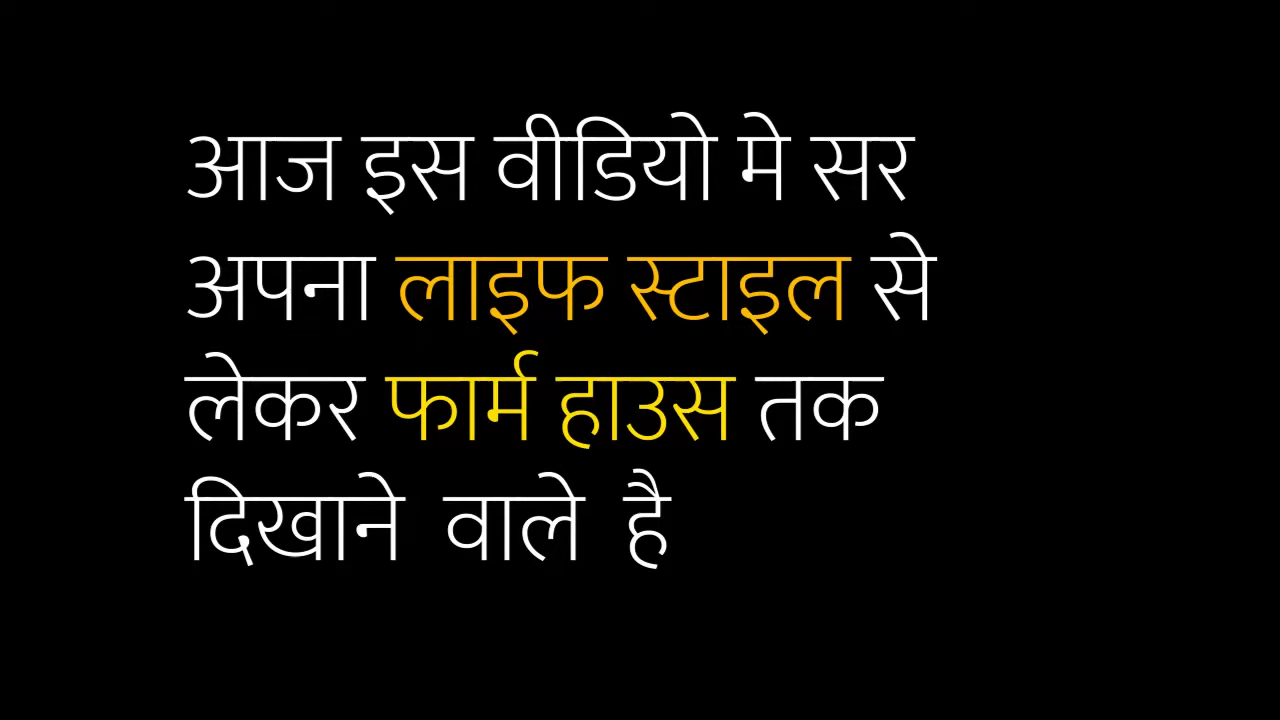 आज इस वीडियो मे सर
अपना लाइफ स्टाइल से
लेकर फार्म हाउस तक
दिखाने वाले है